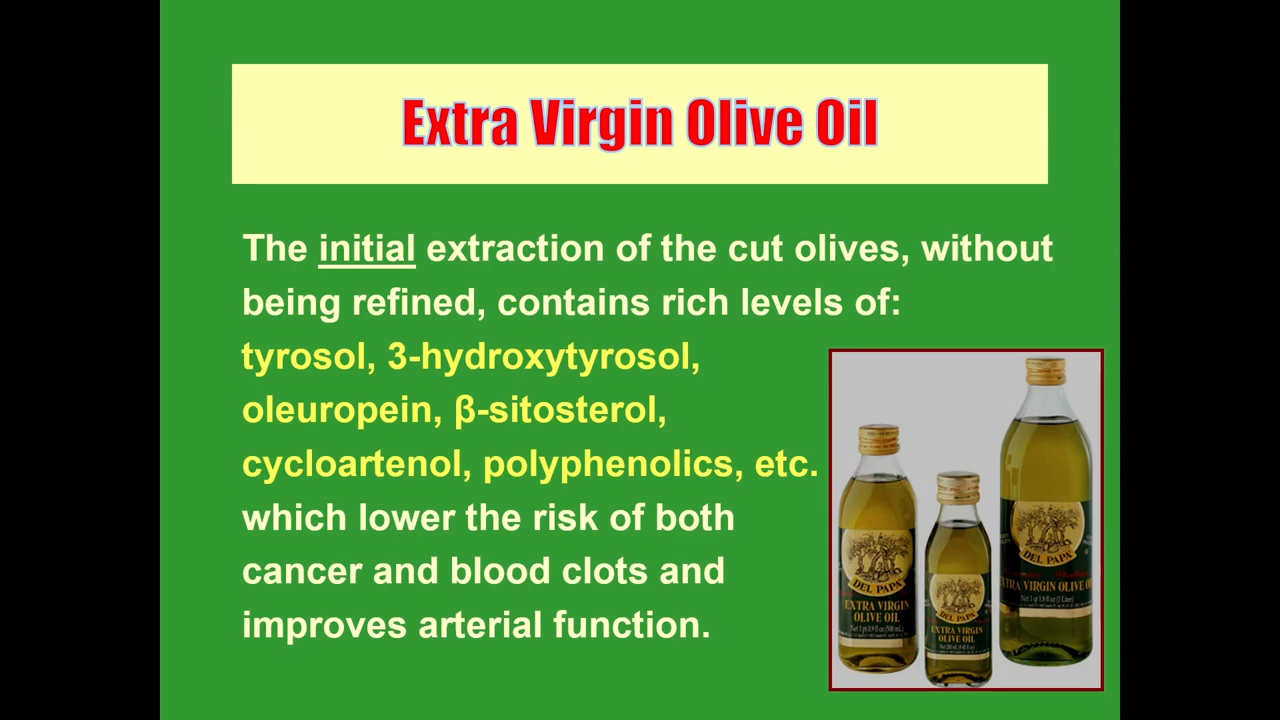 Extra Virgin Olive Oil
The initial extraction of the cut olives, without
being refined, contains rich levels of:
tyrosol, 3-hydroxytyrosol,
oleuropein, β-sitosterol,
cycloartenol, polyphenolics, etc.
which lower the risk of both
cancer and blood clots and
improves arterial function.
DEL PAPA
EXTRA VIRGIN
OLIVE OIL
DEL PAPA
EXTRA VIRGIN
OLIVE OIL
DEL PAPA
EXTRA VIRGIN OLIVE OI